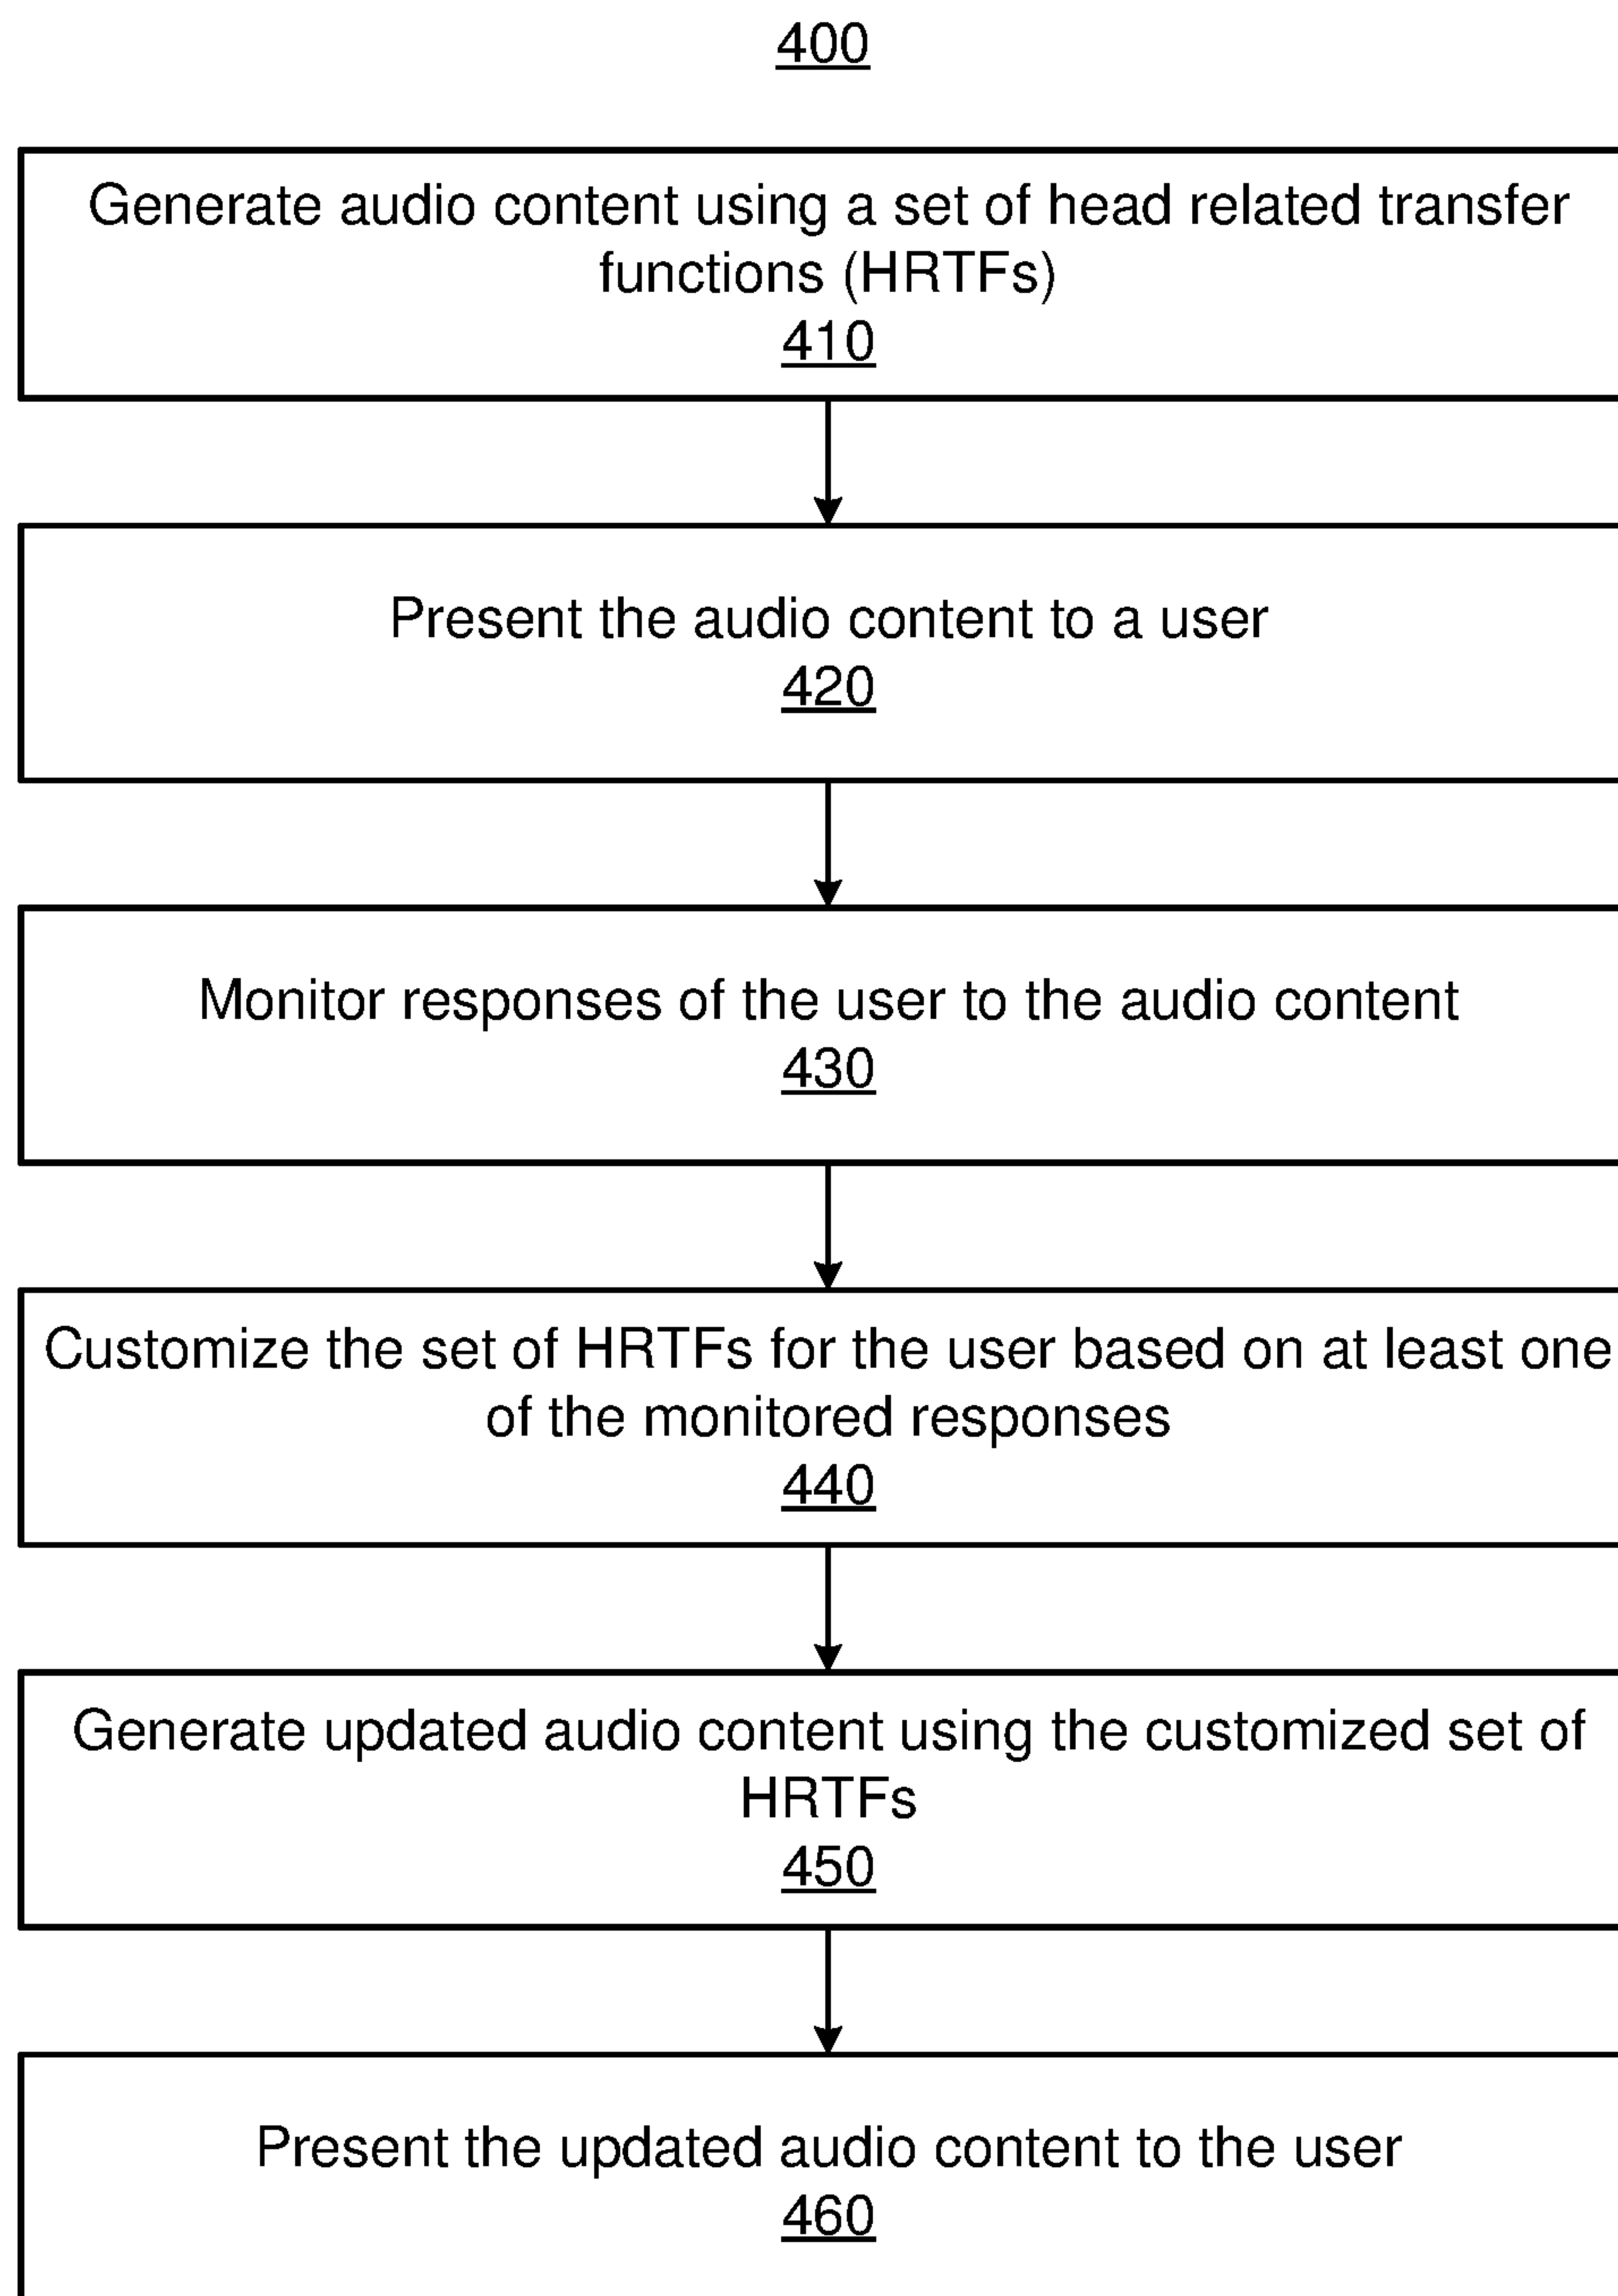 400
Generate audio content using a set of head related transfer
functions (HRTFs)
410
Present the audio content to a user
420
Monitor responses of the user to the audio content
430
Customize the set of HRTFs for the user based on at least one
of the monitored responses
440
Generate updated audio content using the customized set of
HRTFs
450
Present the updated audio content to the user
460